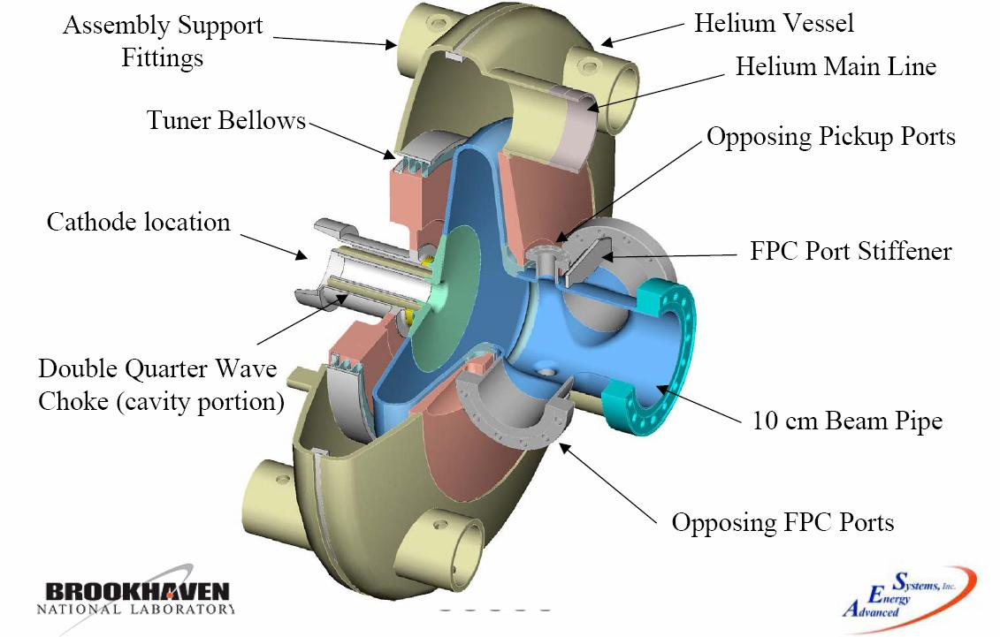 Assembly Support
Fittings
Helium Vessel
Helium Main Line
Tuner Bellows
Opposing Pickup Ports
Cathode location
FPC Port Stiffener
Double Quarter Wave
Choke (cavity portion)
10 cm Beam Pipe
Opposing FPC Ports
BROOKHAVEN
NATIONAL LABORATORY
Systems, Inc.
Energy
Advanced